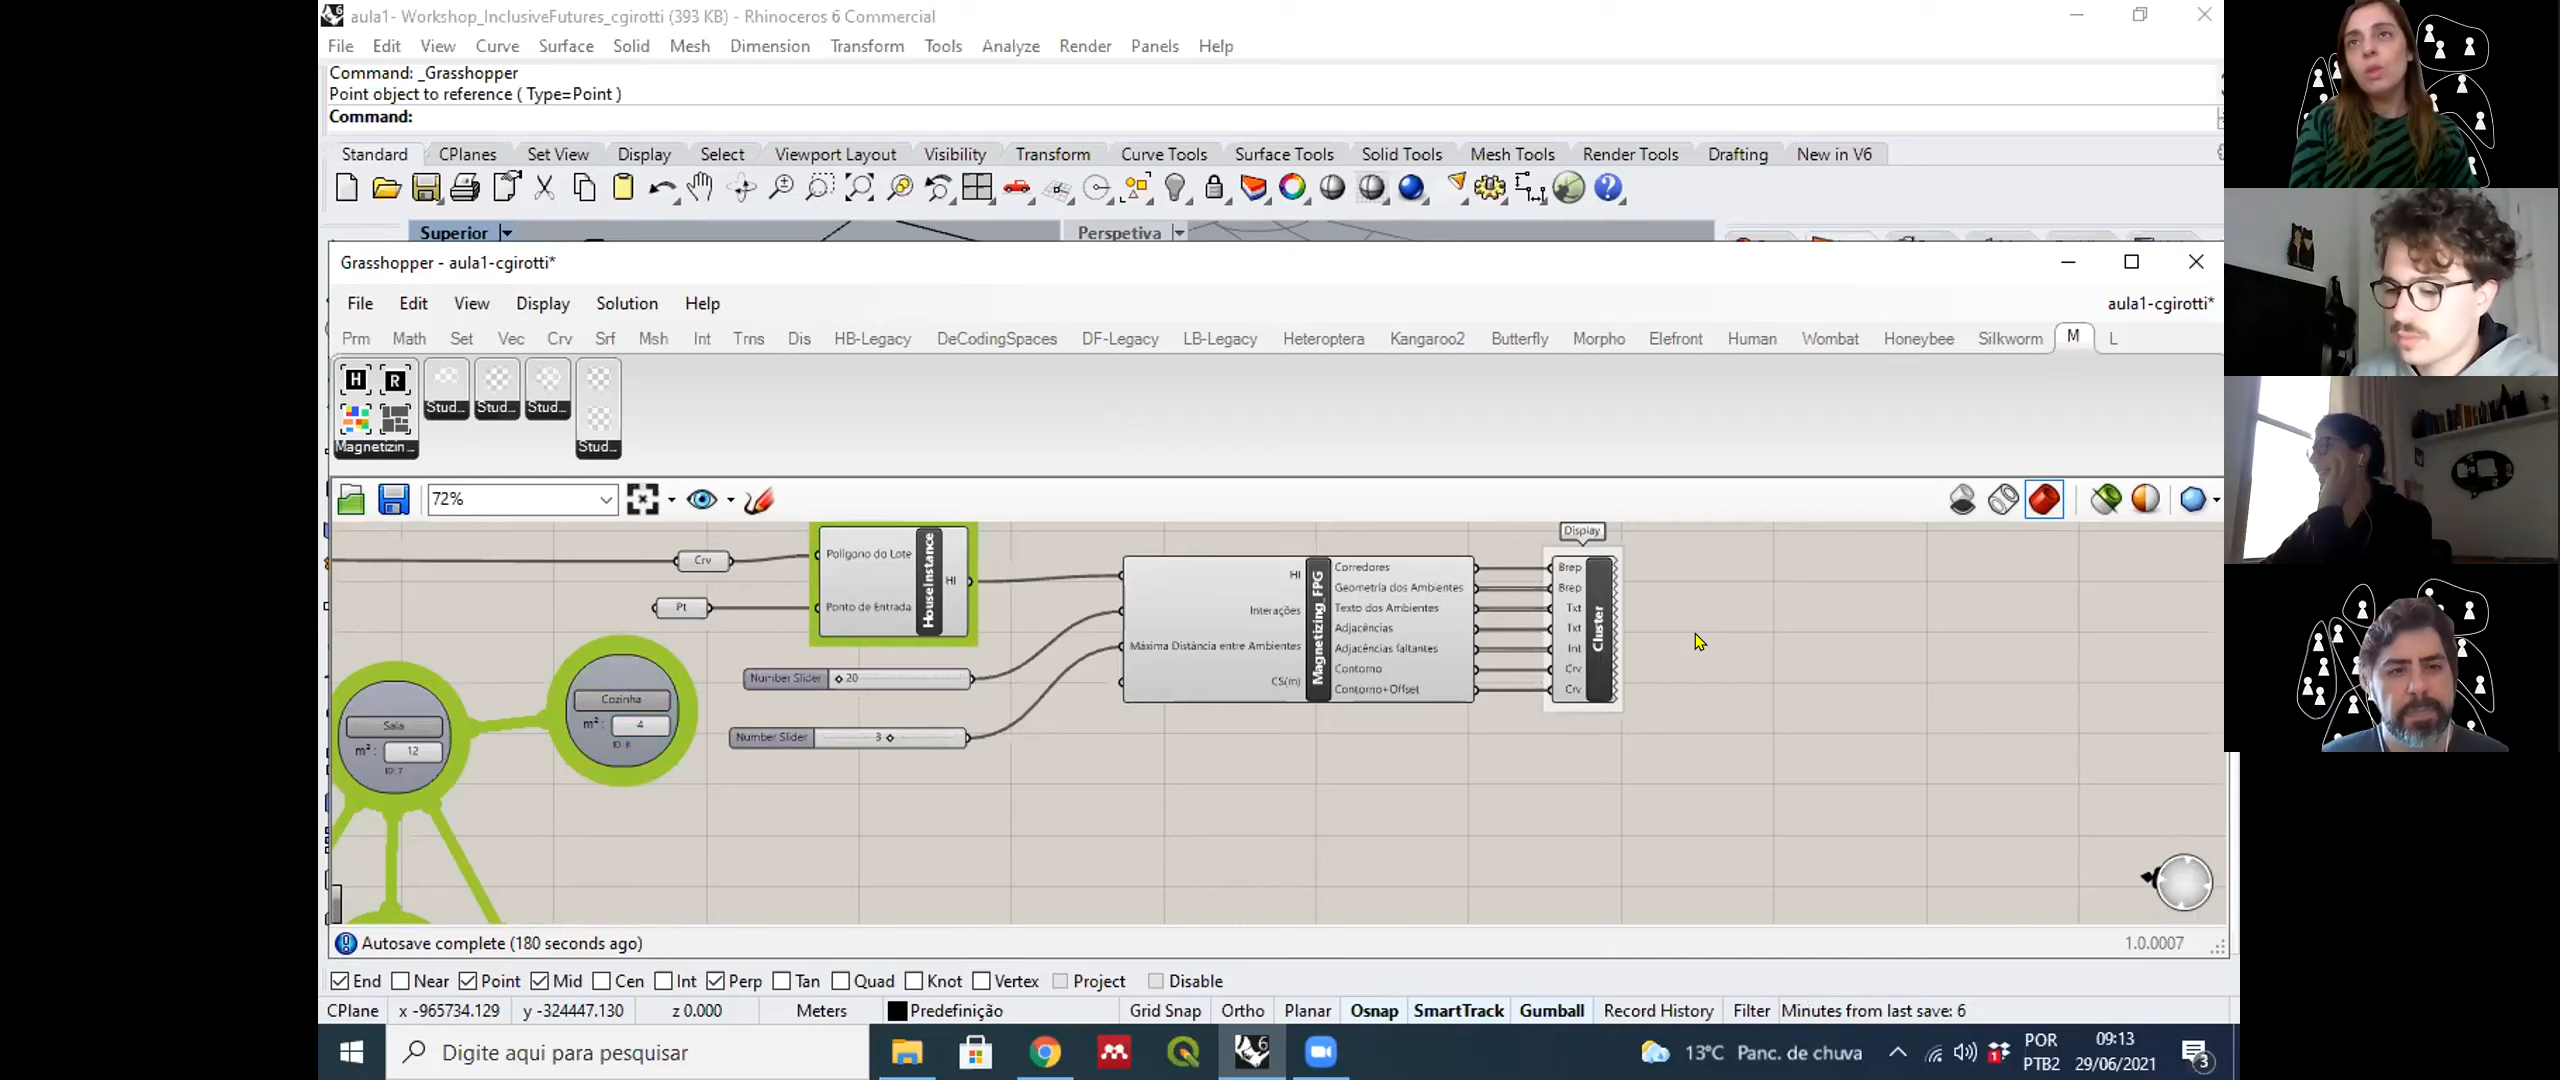 aula1- Workshop_InclusiveFutures_cgirotti (393 KB) - Rhinoceros 6 Commercial
File Edit View Curve Surface Solid Mesh Dimension Transform Tools Analyze Render Panels Help
Command: _Grasshopper
Point object to reference ( Type=Point )
Command:
Standard CPlanes Set View Display Select Viewport Layout Visibility Transform Curve Tools Surface Tools Solid Tools Mesh Tools Render Tools Drafting New in V6
Superior Perspetiva
Grasshopper - aula1-cgirotti*
File Edit View Display Solution Help aula1-cgirotti*
Prm Math Set Vec Crv Srf Msh Int Trns Dis HB-Legacy DeCodingSpaces DF-Legacy LB-Legacy Heteroptera Kangaroo2 Butterfly Morpho Elefront Human Wombat Honeybee Silkworm M L
H R
Stud... Stud... Stud...
Magnetizin... Stud...
72%
Crv
Pt
Polígano do Lote
Ponto de Entrada
HouseInstance
HI
Number Slider 20
Number Slider 3
HI
Interações
Máxima Distância entre Ambientes
CS(m)
Magnetizing_FPG
Corredores
Geometria dos Ambientes
Texto dos Ambientes
Adjacências
Adjacências faltantes
Contorno
Contorno+Offset
Display
Brep
Brep
Txt
Txt
Int
Crv
Crv
Cluster
Sala
m²: 12
ID: 7
Cozinha
m²: 4
ID: 8
Autosave complete (180 seconds ago) 1.0.0007
End Near Point Mid Cen Int Perp Tan Quad Knot Vertex Project Disable
CPlane x -965734.129 y -324447.130 z 0.000 Meters Predefinição Grid Snap Ortho Planar Osnap SmartTrack Gumball Record History Filter Minutes from last save: 6
Digite aqui para pesquisar
6
1
13°C Panc. de chuva
POR
PTB2
09:13
29/06/2021
3